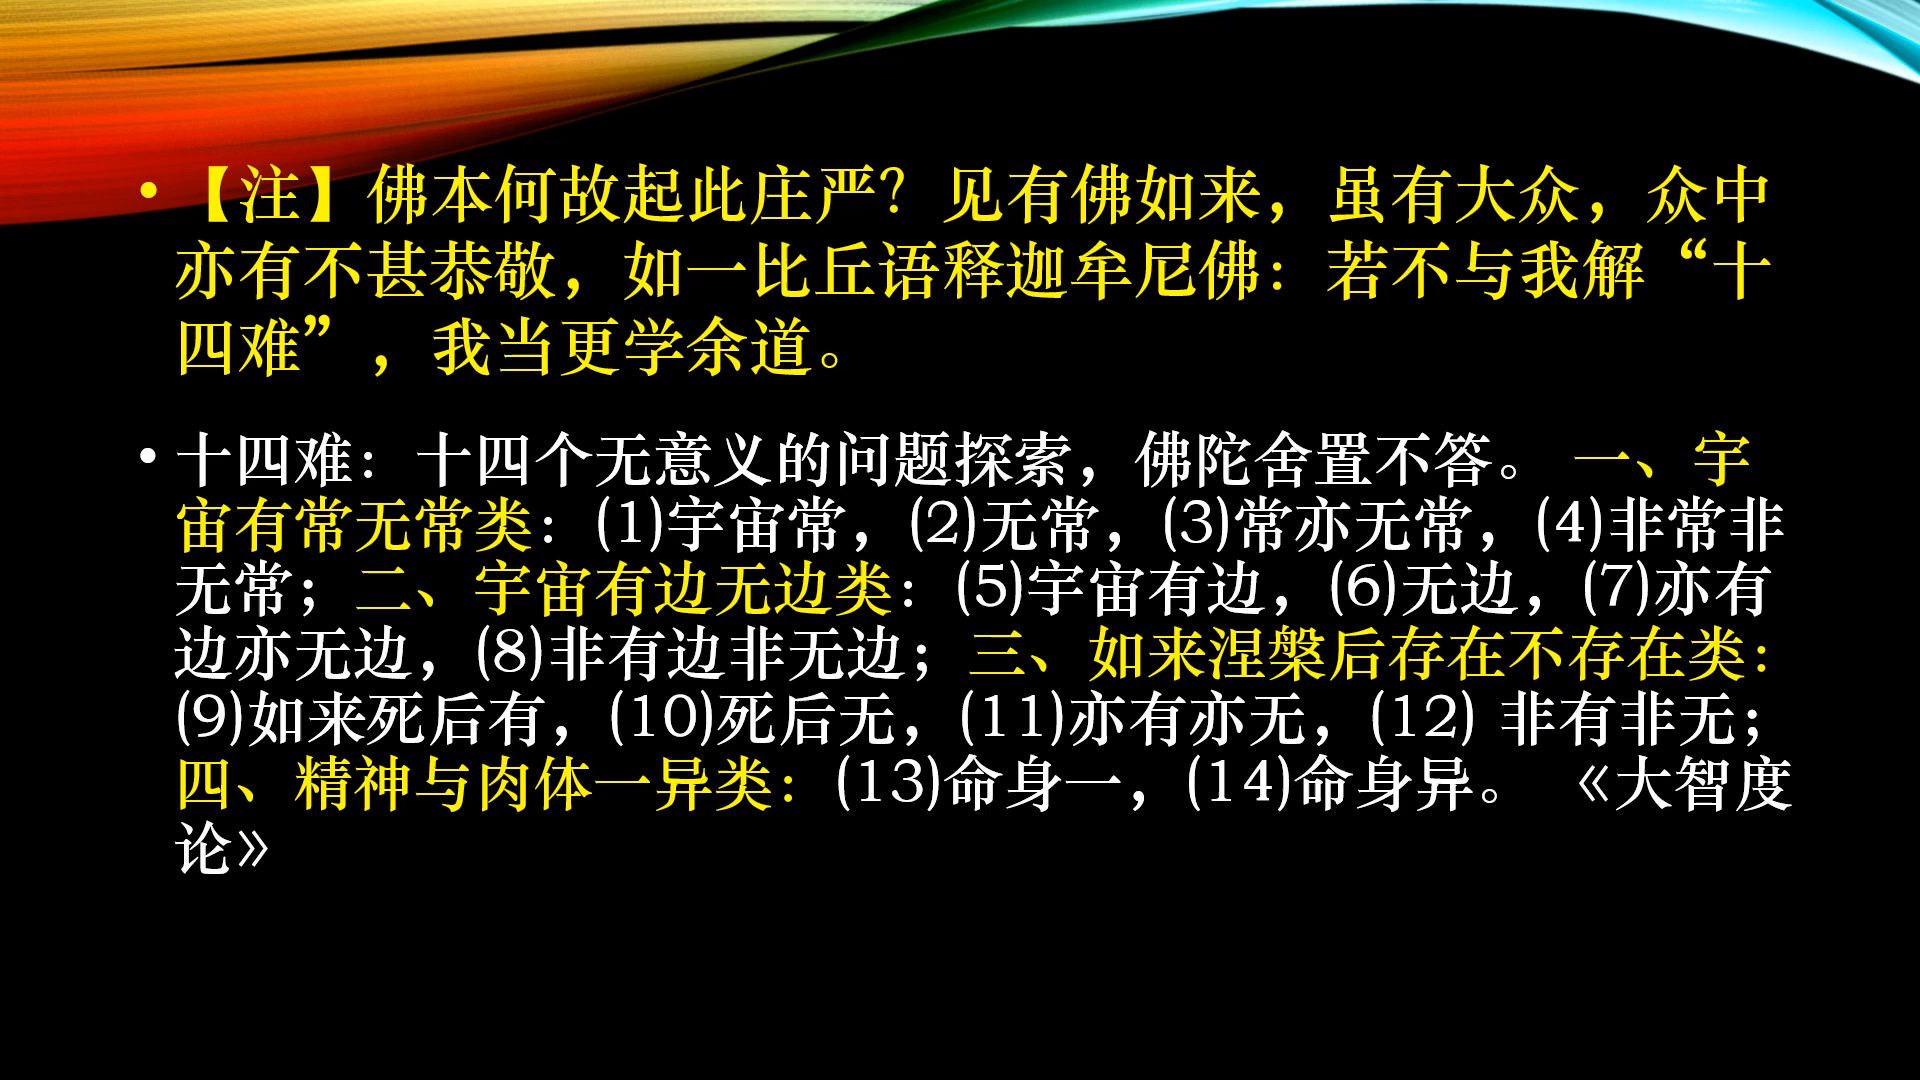 • 【注】佛本何故起此庄严？见有佛如来，虽有大众，众中
亦有不甚恭敬，如一比丘语释迦牟尼佛：若不与我解“十
四难”，我当更学余道。
• 十四难：十四个无意义的问题探索，佛陀舍置不答。 一、宇
宙有常无常类：(1)宇宙常，(2)无常，(3)常亦无常，(4)非常非
无常；二、宇宙有边无边类：(5)宇宙有边，(6)无边，(7)亦有
边亦无边，(8)非有边非无边；三、如来涅槃后存在不存在类：
(9)如来死后有，(10)死后无，(11)亦有亦无，(12) 非有非无；
四、精神与肉体一异类：(13)命身一，(14)命身异。 《大智度
论》